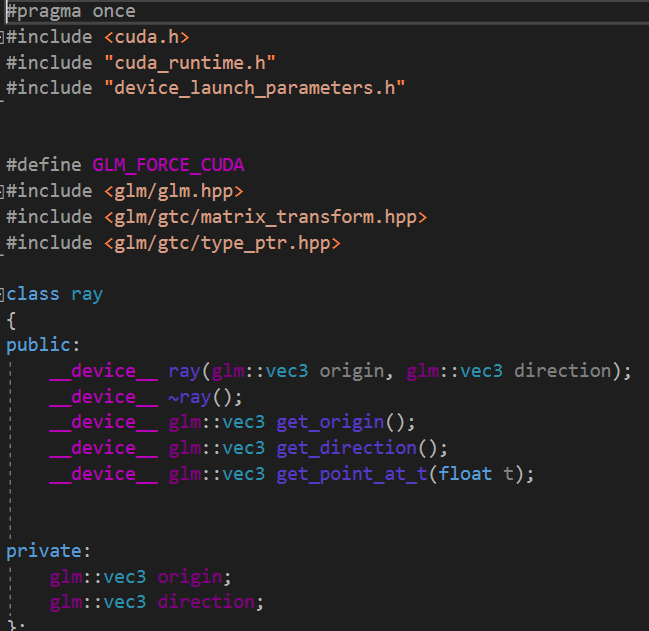 #pragma once
#include <cuda.h>
#include "cuda_runtime.h"
#include "device_launch_parameters.h"
#define GLM_FORCE_CUDA
#include <glm/glm.hpp>
#include <glm/gtc/matrix_transform.hpp>
#include <glm/gtc/type_ptr.hpp>
class ray
{
public:
__device__ ray(glm::vec3 origin, glm::vec3 direction);
__device__ ~ray();
__device__ glm::vec3 get_origin();
__device__ glm::vec3 get_direction();
__device__ glm::vec3 get_point_at_t(float t);
private:
glm::vec3 origin;
glm::vec3 direction;
};